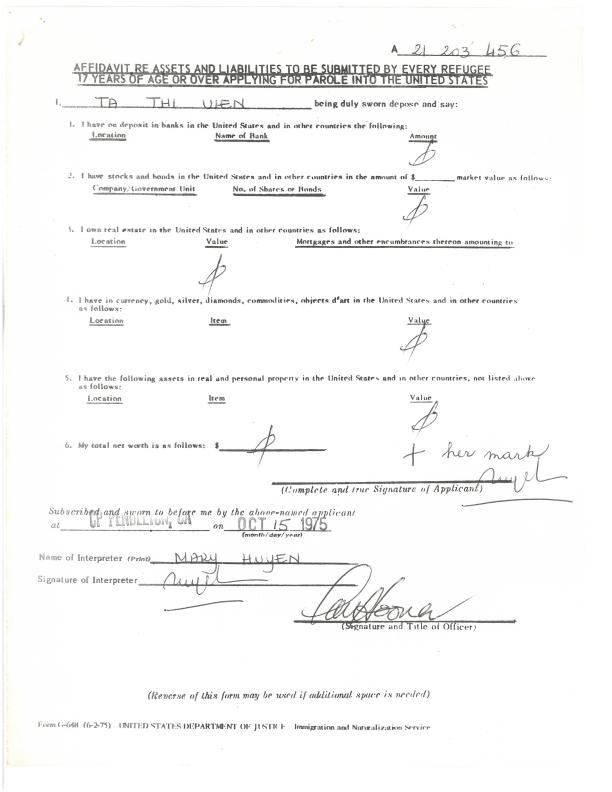 A 21 203 456
AFFIDAVIT RE ASSETS AND LIABILITIES TO BE SUBMITTED BY EVERY REFUGEE
17 YEARS OF AGE OR OVER APPLYING FOR PAROLE INTO THE UNITED STATES
I, TA THI VIEN being duly sworn depose and say:
1. I have on deposit in banks in the United States and in other countries the following:
Location Name of Bank Amount
∅
2. I have stocks and bonds in the United States and in other countries in the amount of $ market value as follows:
Company/Government Unit No. of Shares or Bonds Value
∅
3. I own real estate in the United States and in other countries as follows:
Location Value Mortgages and other encumbrances thereon amounting to
∅
4. I have in currency, gold, silver, diamonds, commodities, objects d'art in the United States and in other countries
as follows:
Location Item Value
∅
5. I have the following assets in real and personal property in the United States and in other countries, not listed above
as follows:
Location Item Value
∅
6. My total net worth is as follows: $ ∅
+ her mark
(Complete and true Signature of Applicant)
Subscribed and sworn to before me by the above-named applicant
at CP PENDLETON, CA on OCT 15 1975
(month/day/year)
Name of Interpreter (Print) MARY HUYEN
Signature of Interpreter
(Signature and Title of Officer)
(Reverse of this form may be used if additional space is needed)
Form G-648 (6-2-75) UNITED STATES DEPARTMENT OF JUSTICE Immigration and Naturalization Service